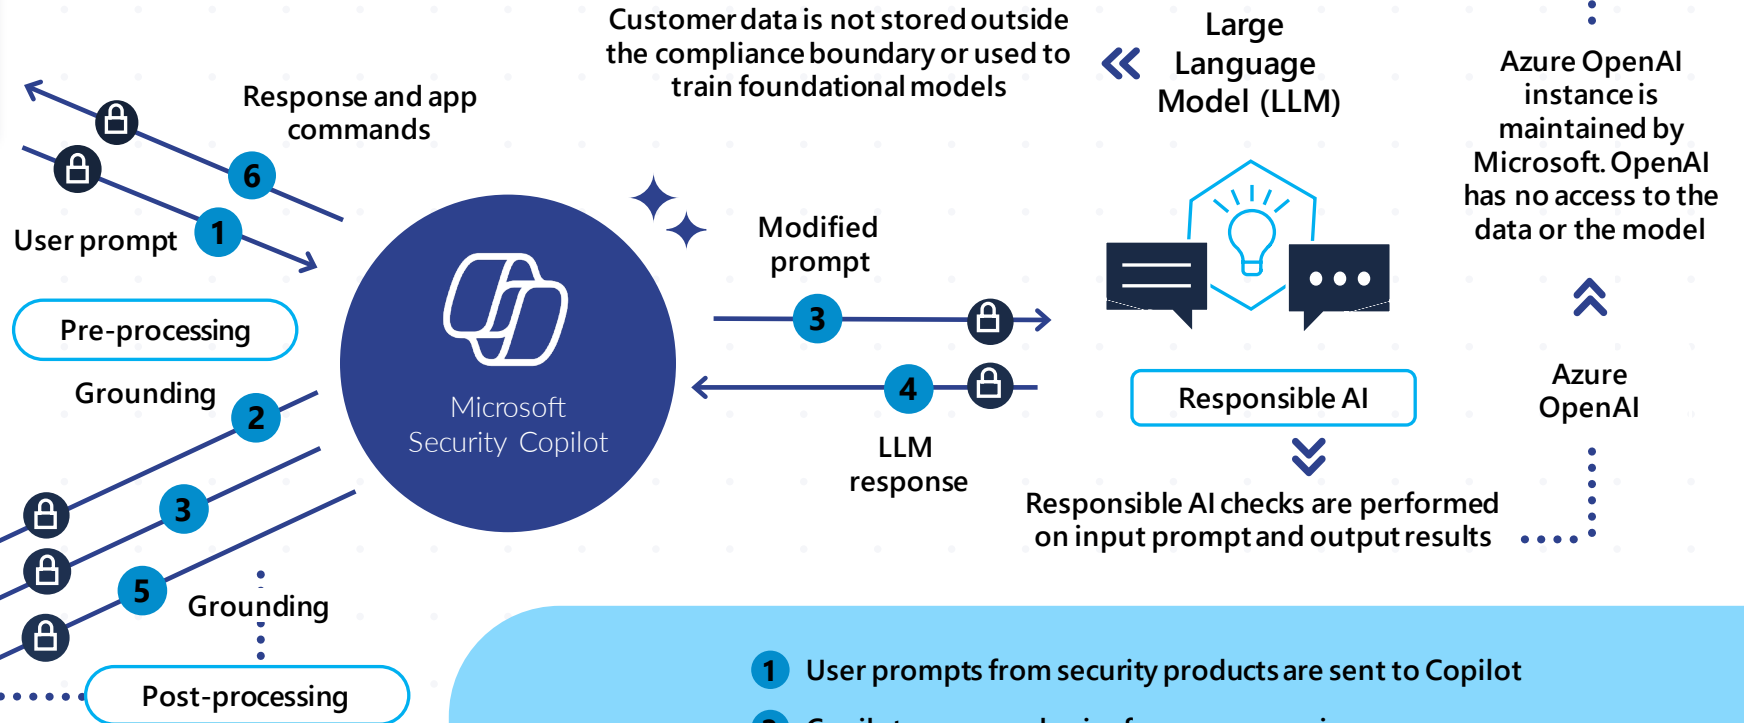 Customer data is not stored outside
the compliance boundary or used to
train foundational models
Large
Language
Model (LLM)
Azure OpenAI
instance is
maintained by
Microsoft. OpenAI
has no access to the
data or the model
Response and app
commands
6
1
User prompt
Pre-processing
Grounding
2
3
5
Grounding
Post-processing
Microsoft
Security Copilot
Modified
prompt
3
4
LLM
response
Responsible AI
Responsible AI checks are performed
on input prompt and output results
Azure
OpenAI
1 User prompts from security products are sent to Copilot